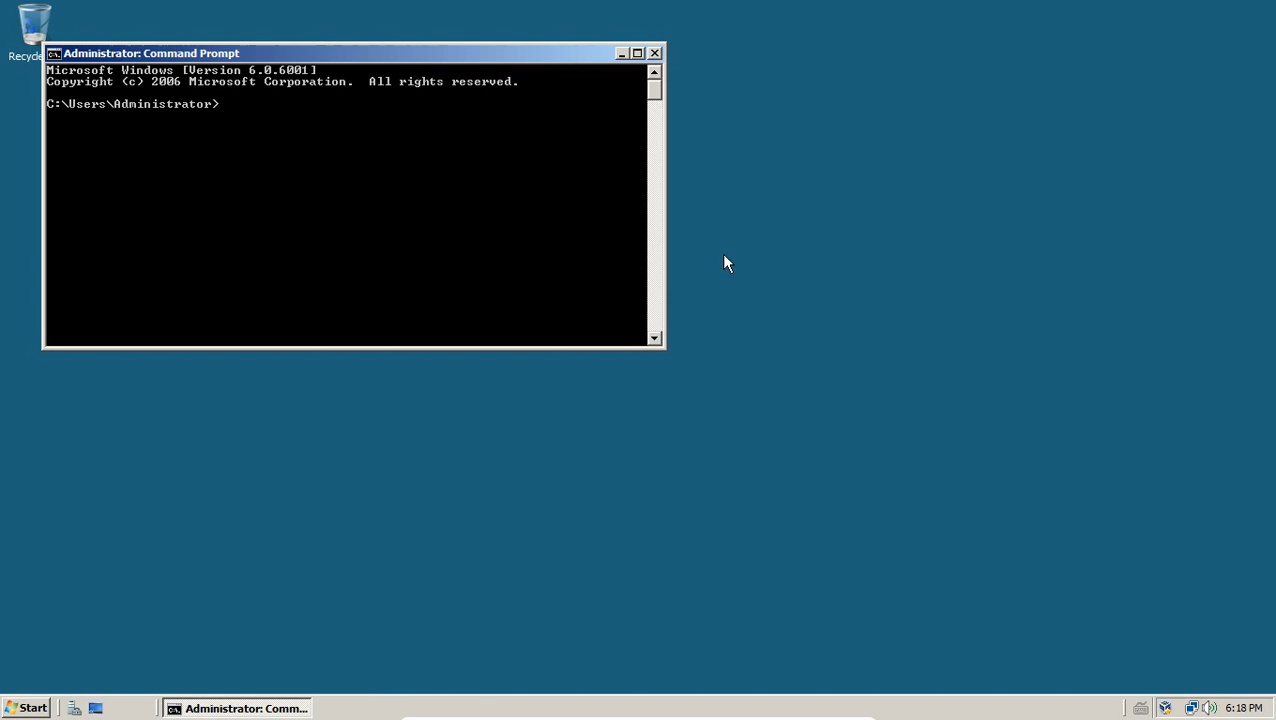 Recycle
Administrator: Command Prompt
Microsoft Windows [Version 6.0.6001]
Copyright (c) 2006 Microsoft Corporation.  All rights reserved.
C:\Users\Administrator>
Start
Administrator: Comm...
6:18 PM